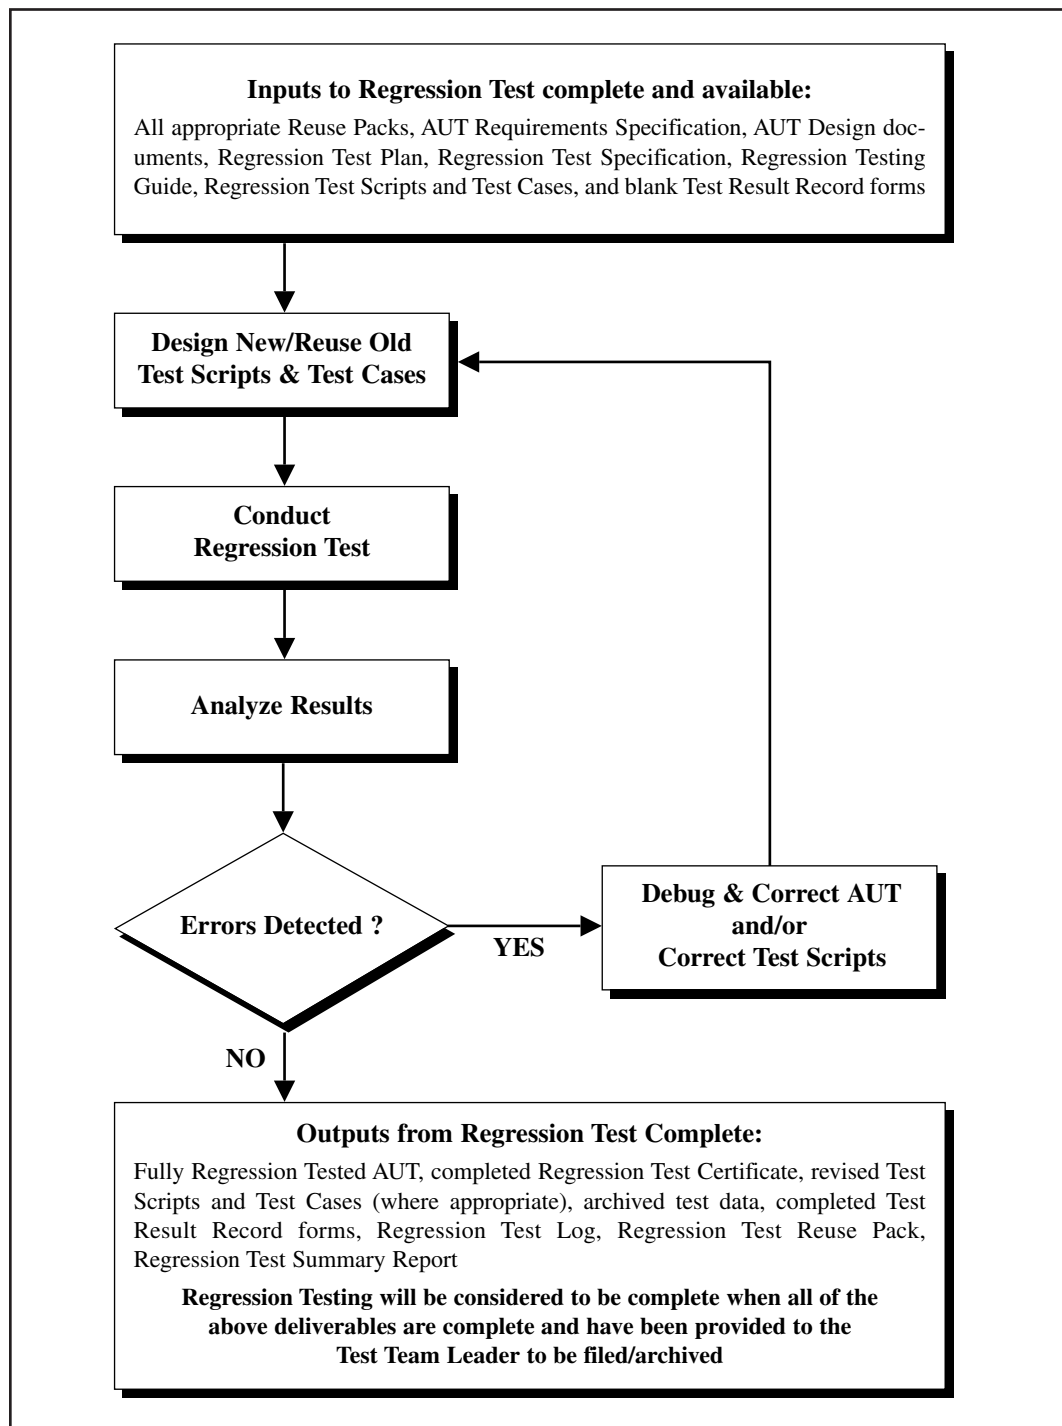 Inputs to Regression Test complete and available:
All appropriate Reuse Packs, AUT Requirements Specification, AUT Design doc-
uments, Regression Test Plan, Regression Test Specification, Regression Testing
Guide, Regression Test Scripts and Test Cases, and blank Test Result Record forms
Design New/Reuse Old
Test Scripts & Test Cases
Conduct
Regression Test
Analyze Results
Errors Detected ?
YES
Debug & Correct AUT
and/or
Correct Test Scripts
NO
Outputs from Regression Test Complete:
Fully Regression Tested AUT, completed Regression Test Certificate, revised Test
Scripts and Test Cases (where appropriate), archived test data, completed Test
Result Record forms, Regression Test Log, Regression Test Reuse Pack,
Regression Test Summary Report
Regression Testing will be considered to be complete when all of the
above deliverables are complete and have been provided to the
Test Team Leader to be filed/archived